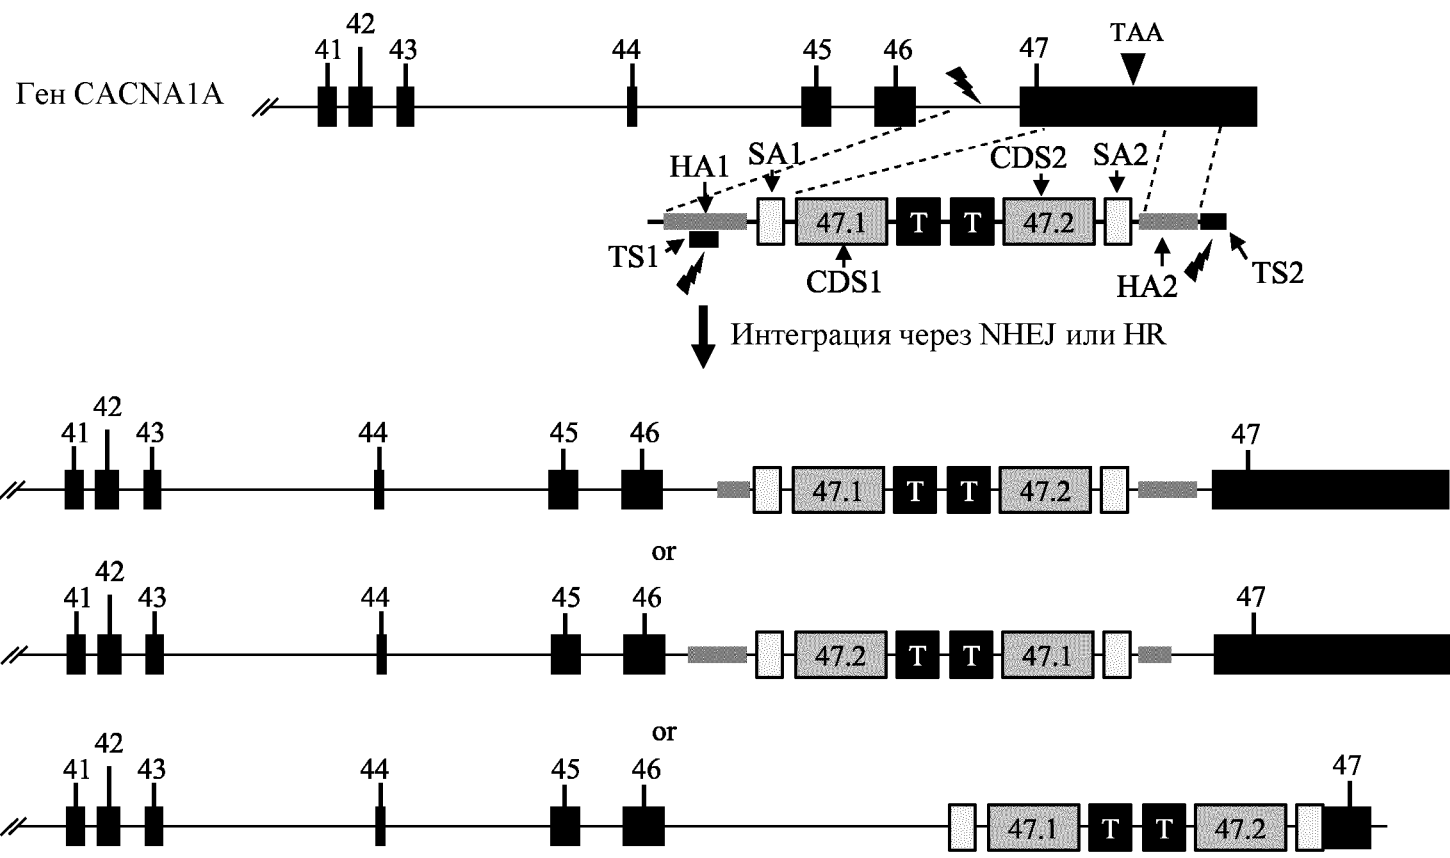 41 42 43 44 45 46 47 TAA
Ген CACNA1A
HA1 SA1 CDS2 SA2
47.1 T T 47.2
TS1 CDS1 HA2 TS2
Интеграция через NHEJ или HR
41 42 43 44 45 46 47
47.1 T T 47.2
or
41 42 43 44 45 46 47
47.2 T T 47.1
or
41 42 43 44 45 46 47
47.1 T T 47.2